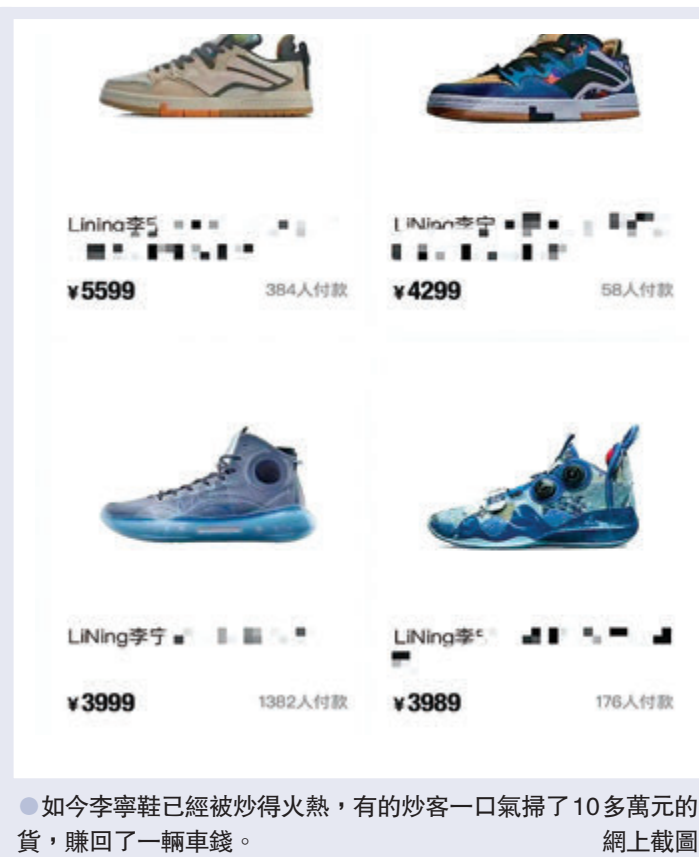 Lining李
¥5599 384人付款
LiNing李宁
¥4299 58人付款
LiNing李宁
¥3999 1382人付款
LiNing李
¥3989 176人付款
●如今李寧鞋已經被炒得火熱，有的炒客一口氣掃了10多萬元的
貨，賺回了一輛車錢。 網上截圖